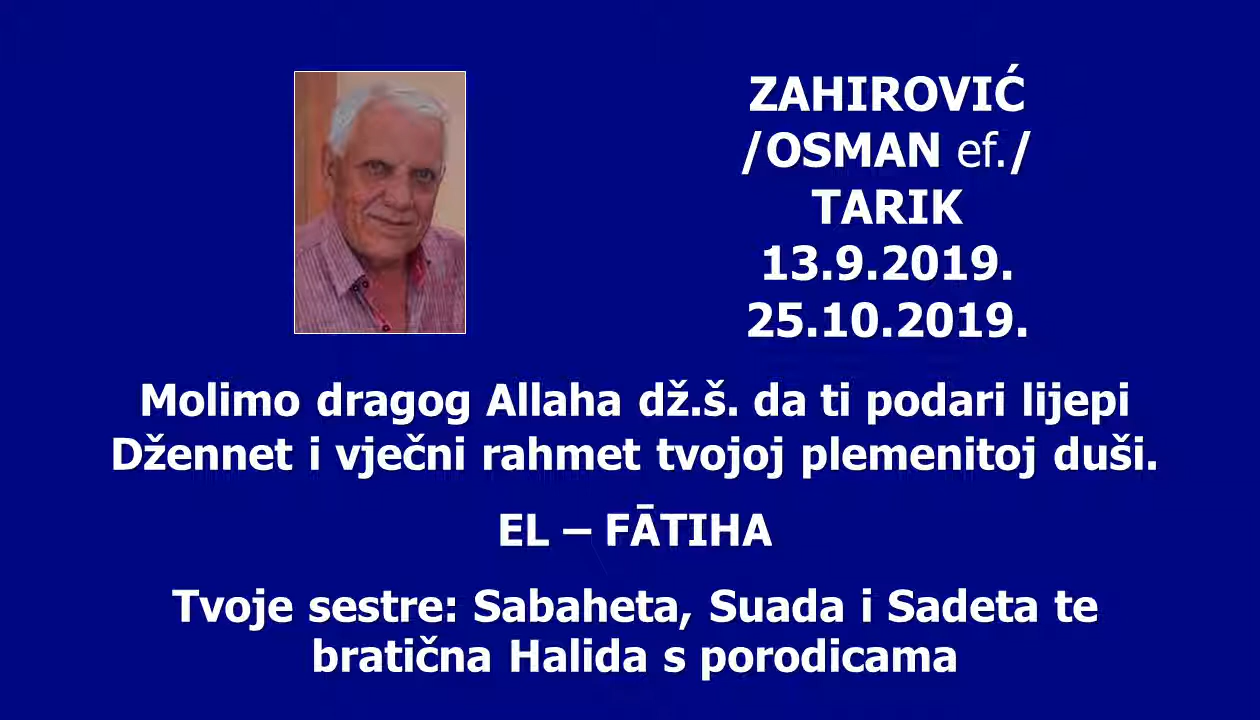 ZAHIROVIĆ
/OSMAN ef./
TARIK
13.9.2019.
25.10.2019.
Molimo dragog Allaha dž.š. da ti podari lijepi
Džennet i vječni rahmet tvojoj plemenitoj duši.
EL – FĀTIHA
Tvoje sestre: Sabaheta, Suada i Sadeta te
bratična Halida s porodicama